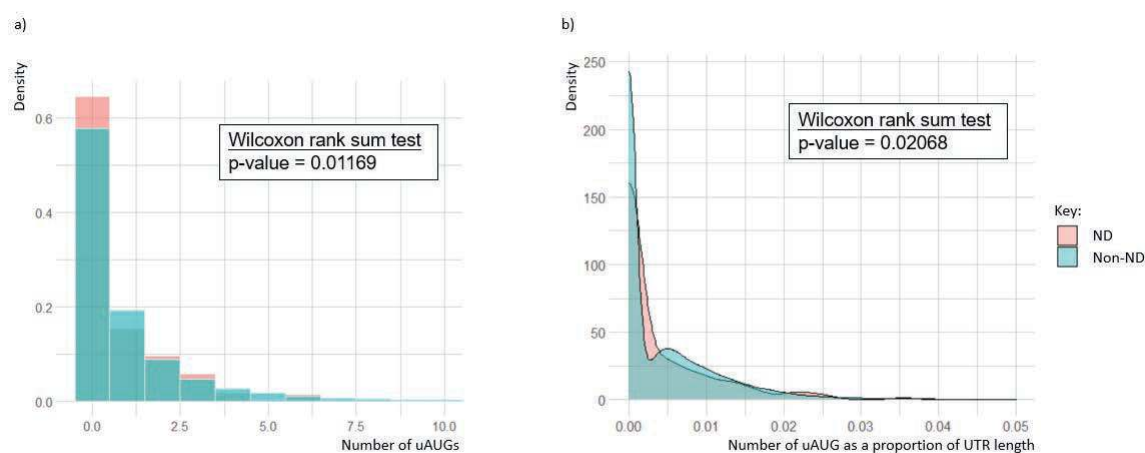 a)
Density
0.6
0.4
0.2
0.0
Wilcoxon rank sum test
p-value = 0.01169
0.0 2.5 5.0 7.5 10.0
Number of uAUGs
b)
Density
250
200
150
100
50
0
Wilcoxon rank sum test
p-value = 0.02068
0.00 0.01 0.02 0.03 0.04 0.05
Number of uAUG as a proportion of UTR length
Key:
ND
Non-ND